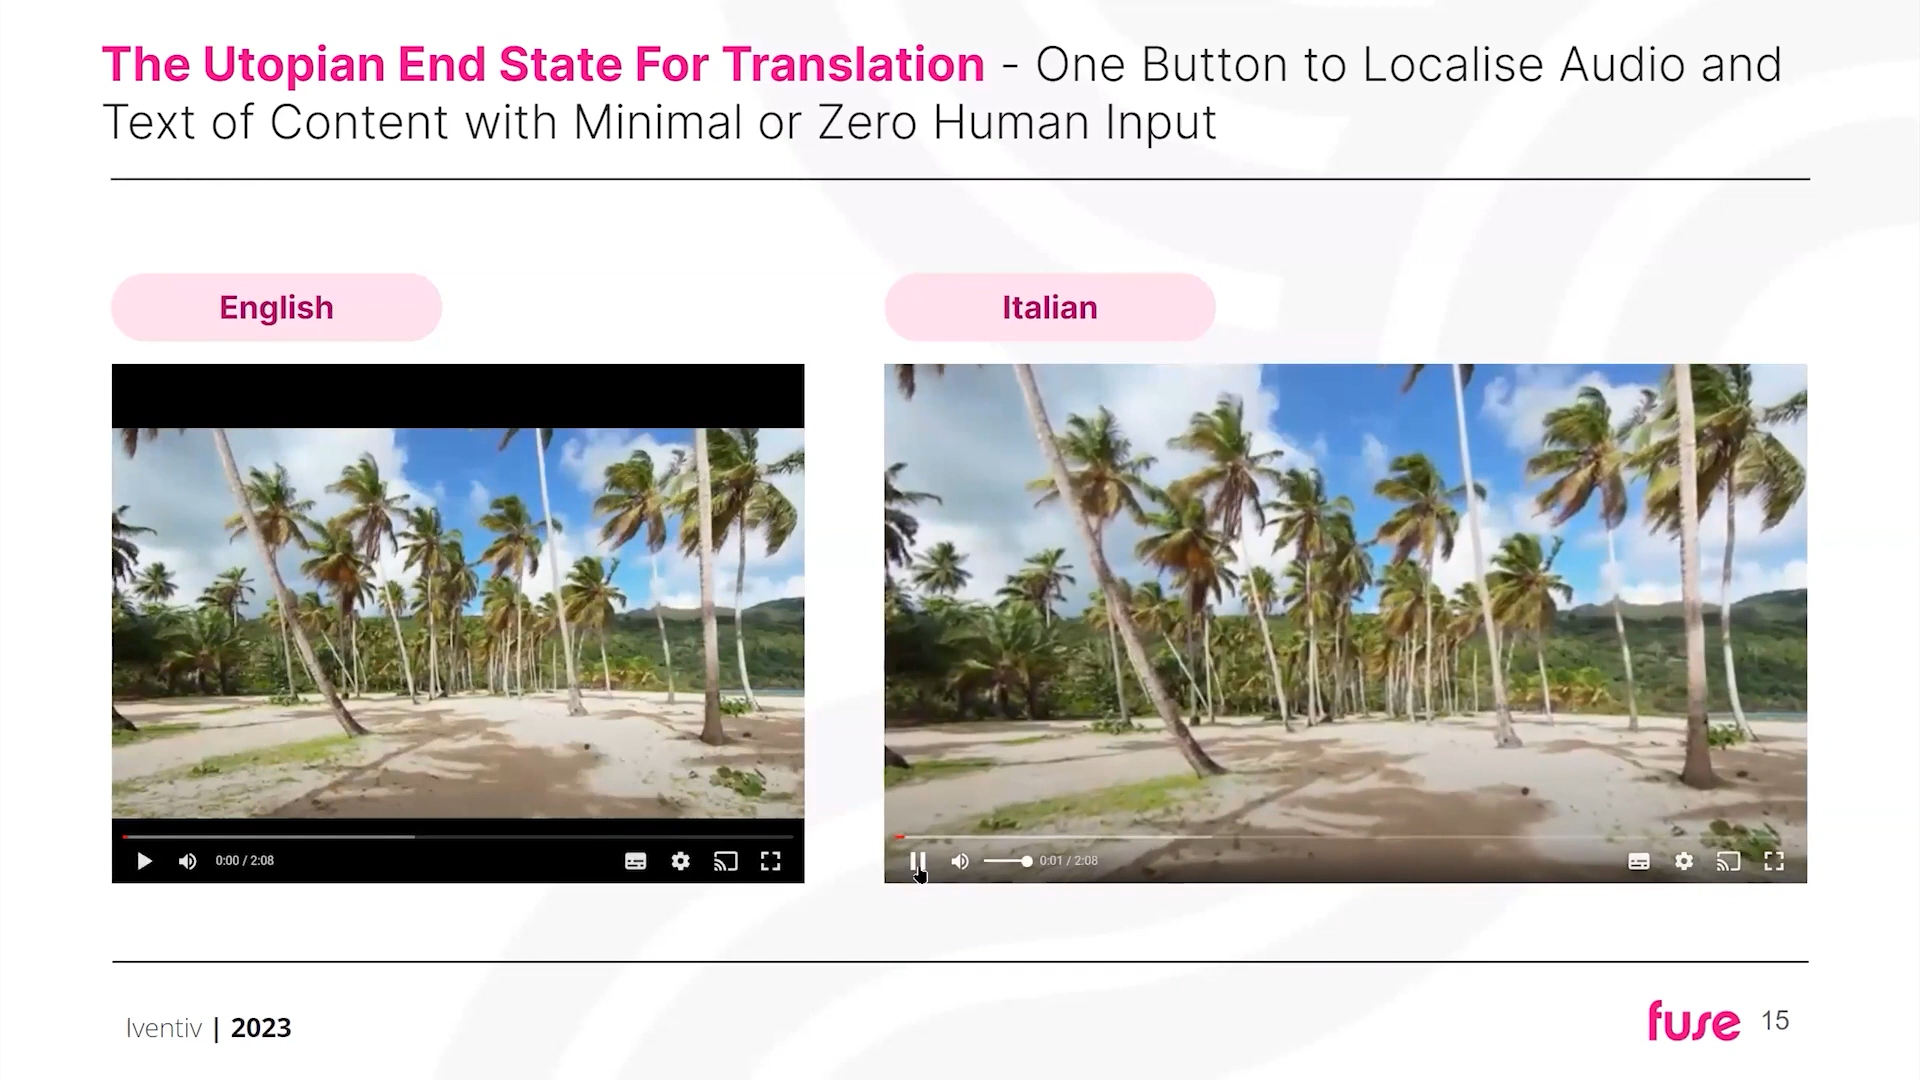 The Utopian End State For Translation - One Button to Localise Audio and
Text of Content with Minimal or Zero Human Input
English
Italian
0:00 / 2:08
0:01 / 2:08
Iventiv | 2023
fuse 15